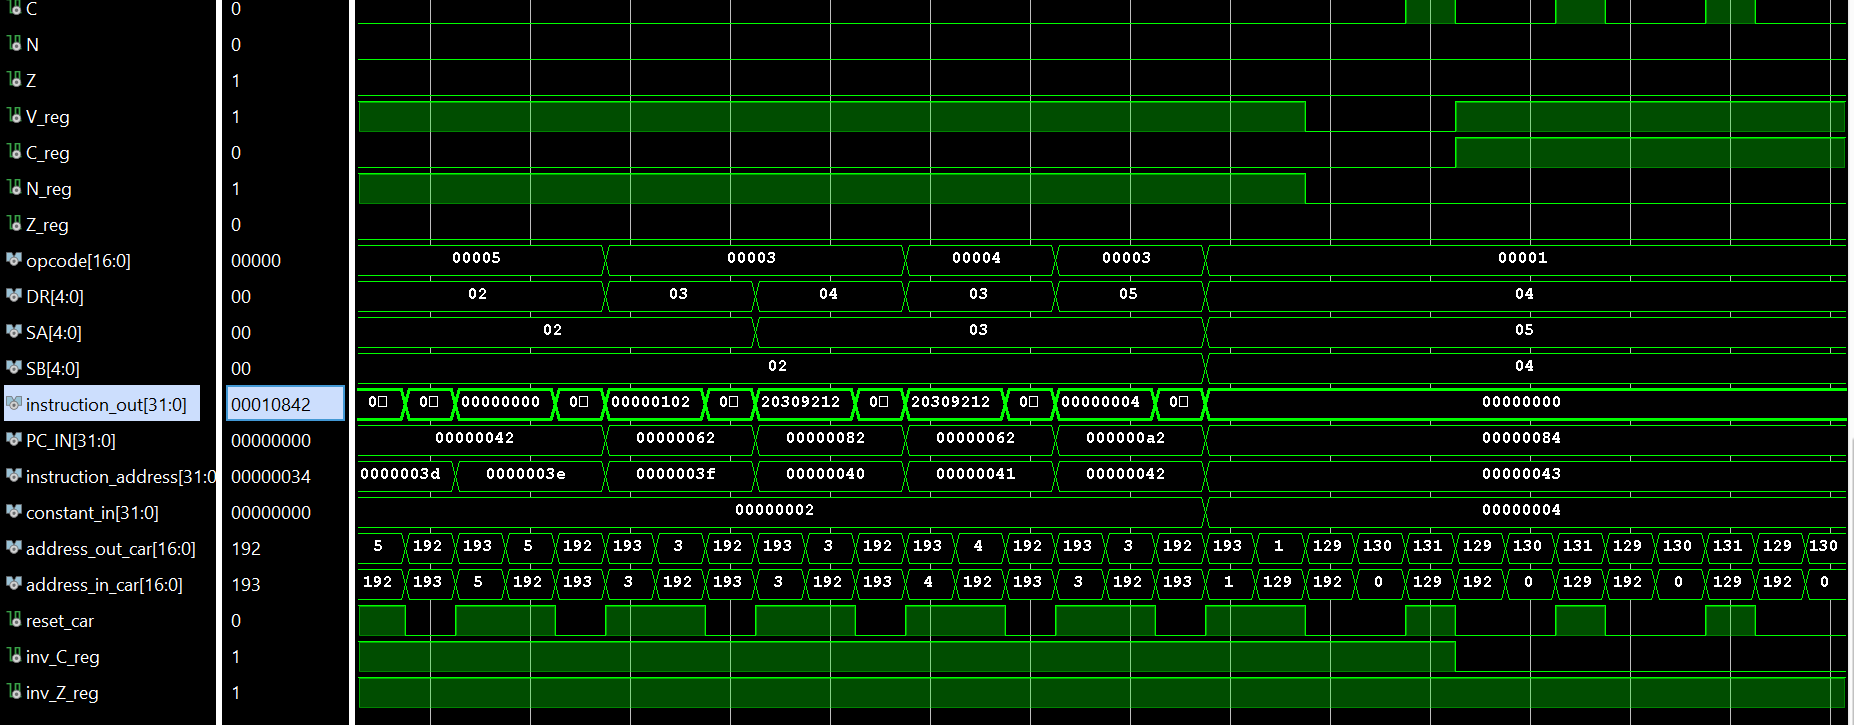 C 0
N 0
Z 1
V_reg 1
C_reg 0
N_reg 1
Z_reg 0
opcode[16:0] 00000 00005 00003 00004 00003 00001
DR[4:0] 00 02 03 04 03 05 04
SA[4:0] 00 02 03 05
SB[4:0] 00 02 04
instruction_out[31:0] 00010842 0 0 00000000 0 00000102 0 20309212 0 20309212 0 00000004 0 00000000
PC_IN[31:0] 00000000 00000042 00000062 00000082 00000062 000000a2 00000084
instruction_address[31:0 00000034 0000003d 0000003e 0000003f 00000040 00000041 00000042 00000043
constant_in[31:0] 00000000 00000002 00000004
address_out_car[16:0] 192 5 192 193 5 192 193 3 192 193 3 192 193 4 192 193 3 192 193 1 129 130 131 129 130 131 129 130 131 129 130
address_in_car[16:0] 193 192 193 5 192 193 3 192 193 3 192 193 4 192 193 3 192 193 1 129 192 0 129 192 0 129 192 0 129 192 0
reset_car 0
inv_C_reg 1
inv_Z_reg 1